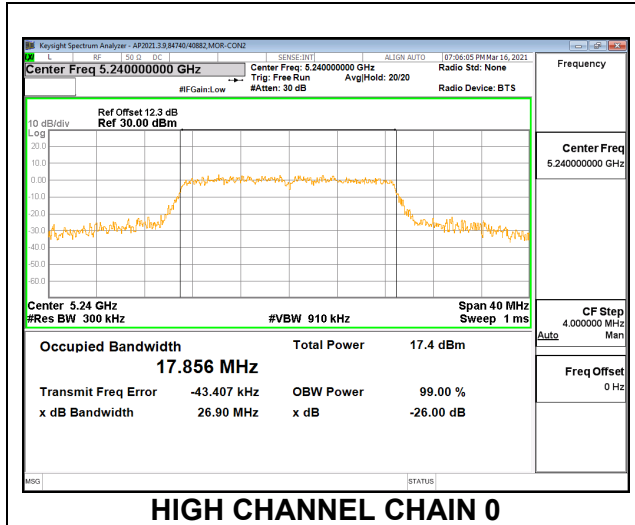 Keysight Spectrum Analyzer - AP2021.3.9,84740/40882,MOR-CON2
LXI L RF 50 Ω DC SENSE:INT ALIGN AUTO 07:06:05 PM Mar 16, 2021
Center Freq 5.240000000 GHz Center Freq: 5.240000000 GHz Radio Std: None Frequency
Trig: Free Run Avg|Hold: 20/20
#IFGain:Low #Atten: 30 dB Radio Device: BTS
Ref Offset 12.3 dB
10 dB/div Ref 30.00 dBm
Log
20.0
10.0
0.00
-10.0
-20.0
-30.0
-40.0
-50.0
-60.0
Center 5.24 GHz Span 40 MHz
#Res BW 300 kHz #VBW 910 kHz Sweep 1 ms
Occupied Bandwidth Total Power 17.4 dBm
17.856 MHz
Transmit Freq Error -43.407 kHz OBW Power 99.00 %
x dB Bandwidth 26.90 MHz x dB -26.00 dB
Center Freq
5.240000000 GHz
CF Step
4.000000 MHz
Auto Man
Freq Offset
0 Hz
MSG STATUS
HIGH CHANNEL CHAIN 0